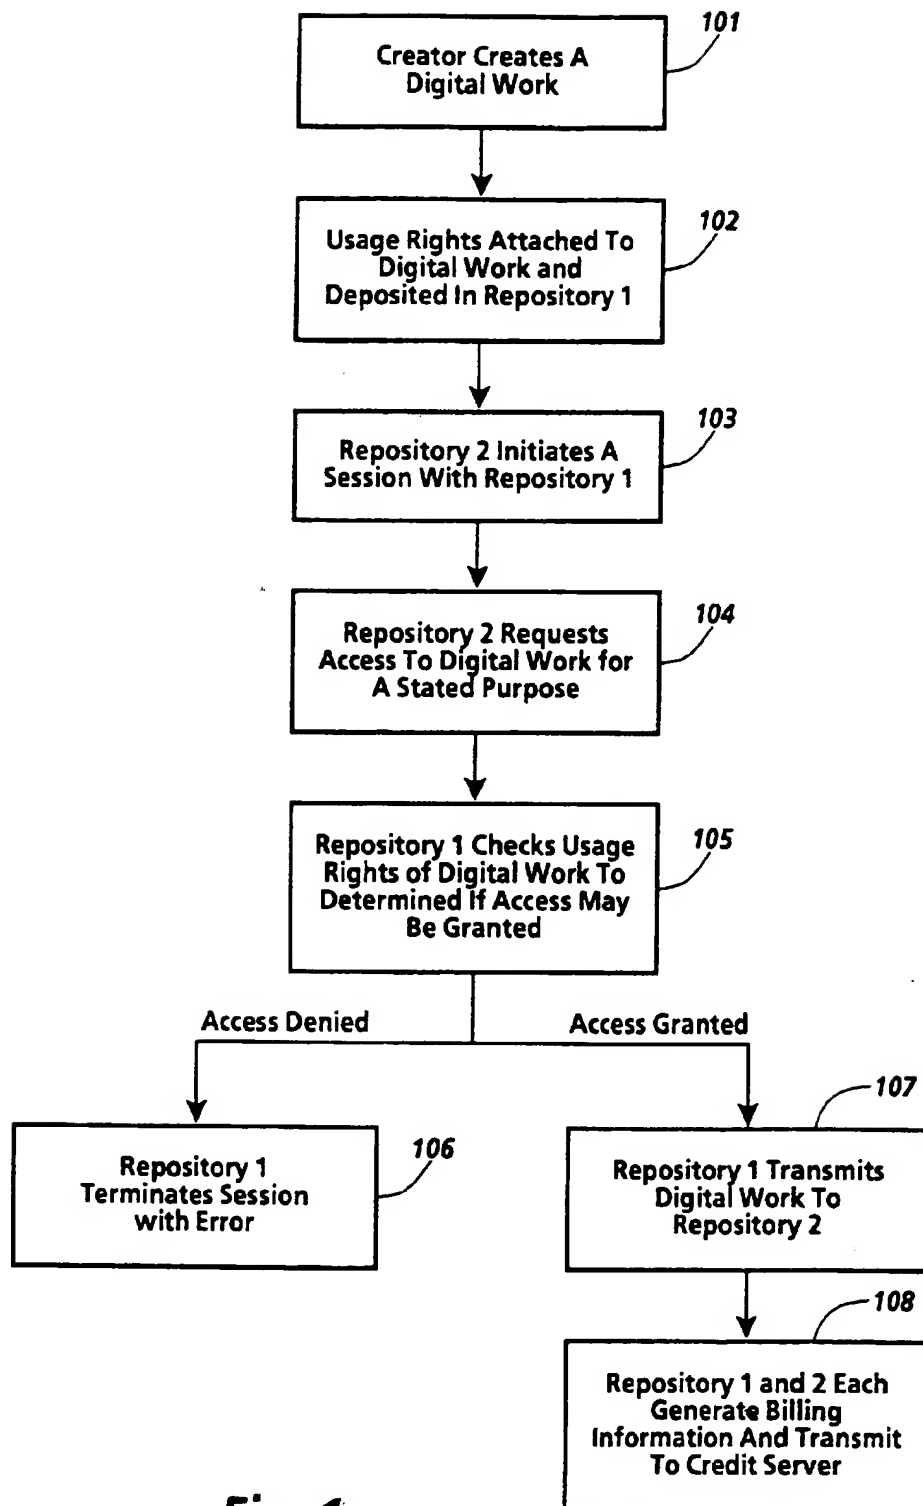 101
Creator Creates A
Digital Work
102
Usage Rights Attached To
Digital Work and
Deposited In Repository 1
103
Repository 2 Initiates A
Session With Repository 1
104
Repository 2 Requests
Access To Digital Work for
A Stated Purpose
105
Repository 1 Checks Usage
Rights of Digital Work To
Determined If Access May
Be Granted
Access Denied
Access Granted
106
Repository 1
Terminates Session
with Error
107
Repository 1 Transmits
Digital Work To
Repository 2
108
Repository 1 and 2 Each
Generate Billing
Information And Transmit
To Credit Server